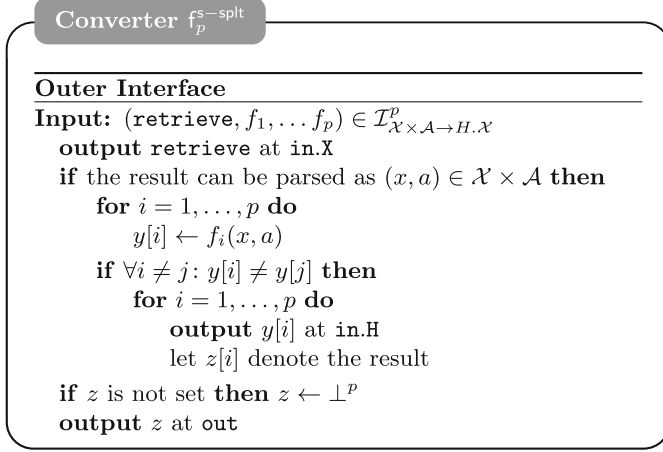 Converter f_p^{s−splt}
Outer Interface
Input: (retrieve, f_1, … f_p) ∈ 𝓘^p_{𝒳×𝒜→H.𝒳}
output retrieve at in.X
if the result can be parsed as (x, a) ∈ 𝒳 × 𝒜 then
for i = 1, …, p do
y[i] ← f_i(x, a)
if ∀i ≠ j: y[i] ≠ y[j] then
for i = 1, …, p do
output y[i] at in.H
let z[i] denote the result
if z is not set then z ← ⊥^p
output z at out